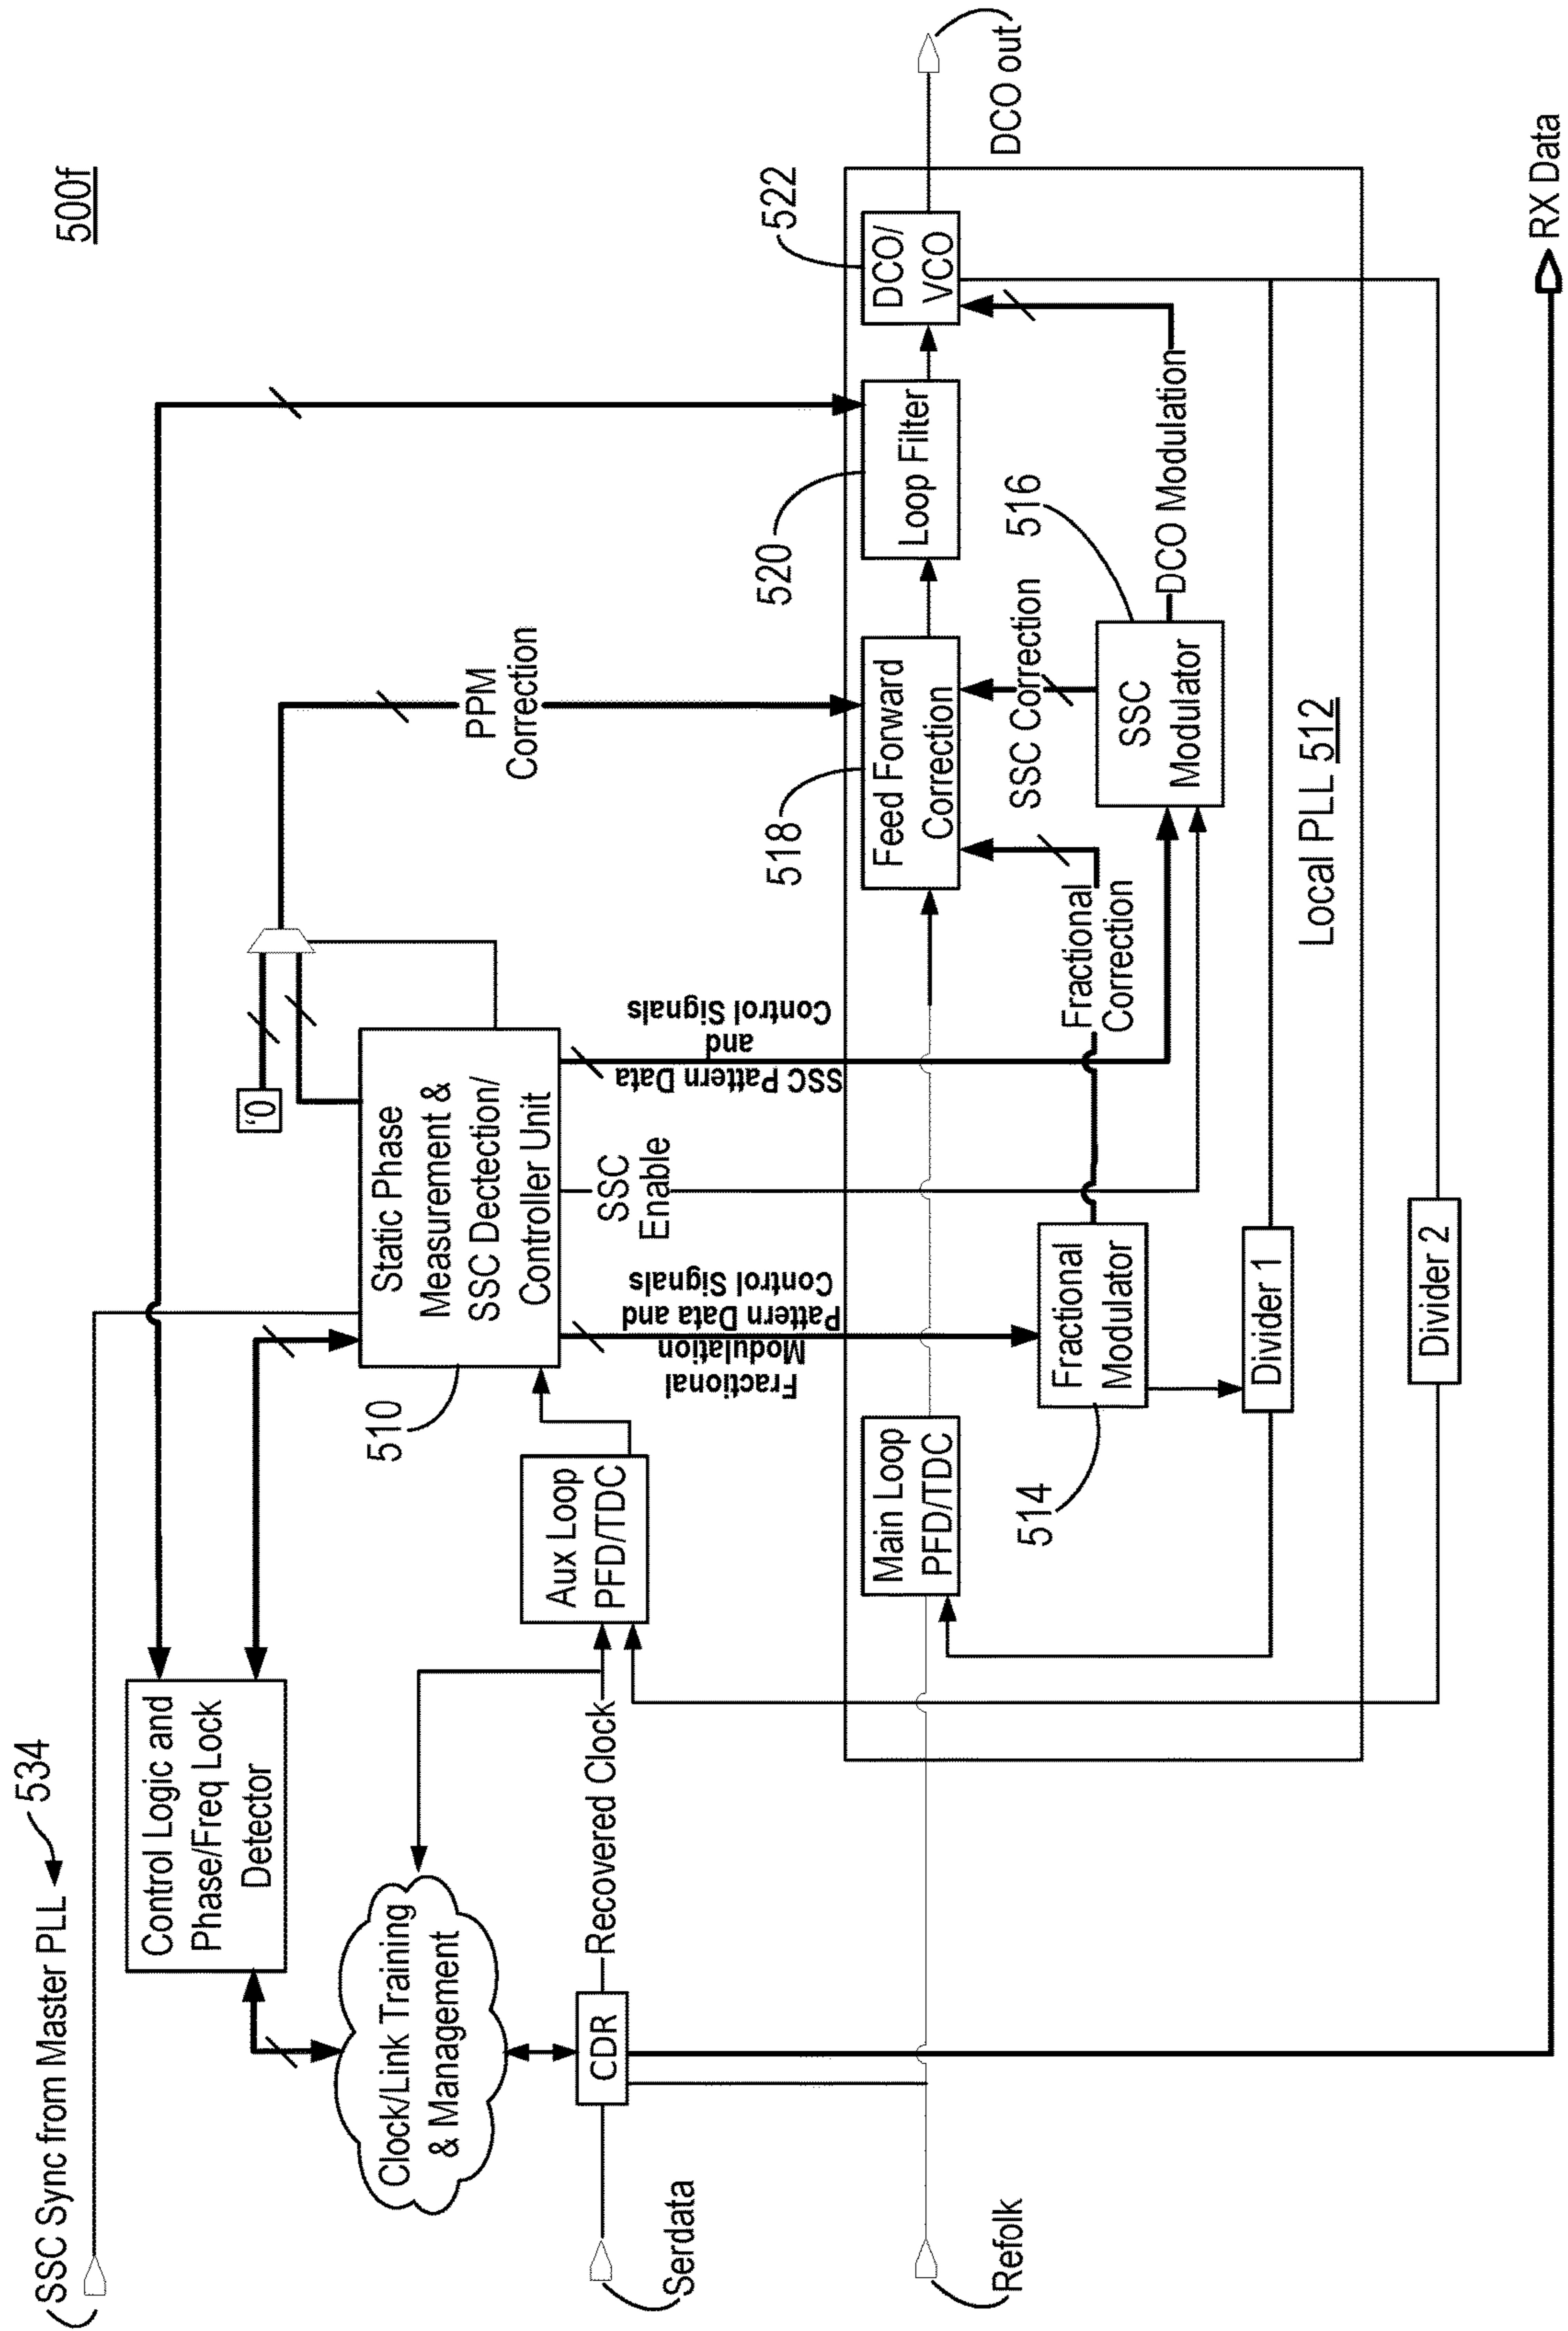 500f
SSC Sync from Master PLL
534
Control Logic and
Phase/Freq Lock
Detector
'0'
Clock/Link Training
& Management
Static Phase
Measurement &
SSC Dectection/
Controller Unit
510
PPM
Correction
Serdata
CDR
Recovered Clock
Aux Loop
PFD/TDC
Fractional
Modulation
Pattern Data and
Control Signals
SSC
Enable
SSC Pattern Data
and
Control Signals
518
520
522
Refolk
Main Loop
PFD/TDC
Feed Forward
Correction
Loop Filter
DCO/
VCO
DCO out
514
Fractional
Modulator
Fractional
Correction
SSC Correction
516
SSC
Modulator
DCO Modulation
Divider 1
Local PLL 512
Divider 2
RX Data